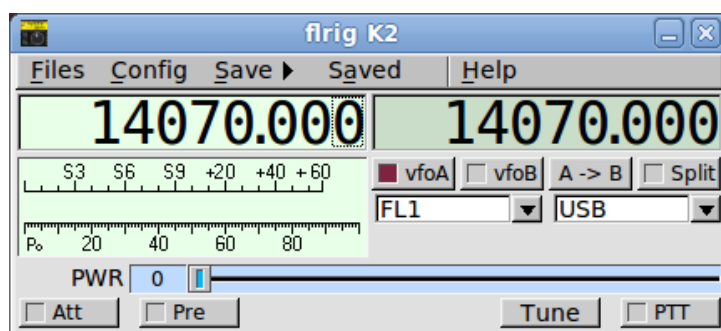 flrig K2
Files Config Save Saved Help
14070.000 14070.000
S3 S6 S9 +20 +40 +60
vfoA vfoB A -> B Split
FL1 USB
Po 20 40 60 80
PWR 0
Att Pre Tune PTT